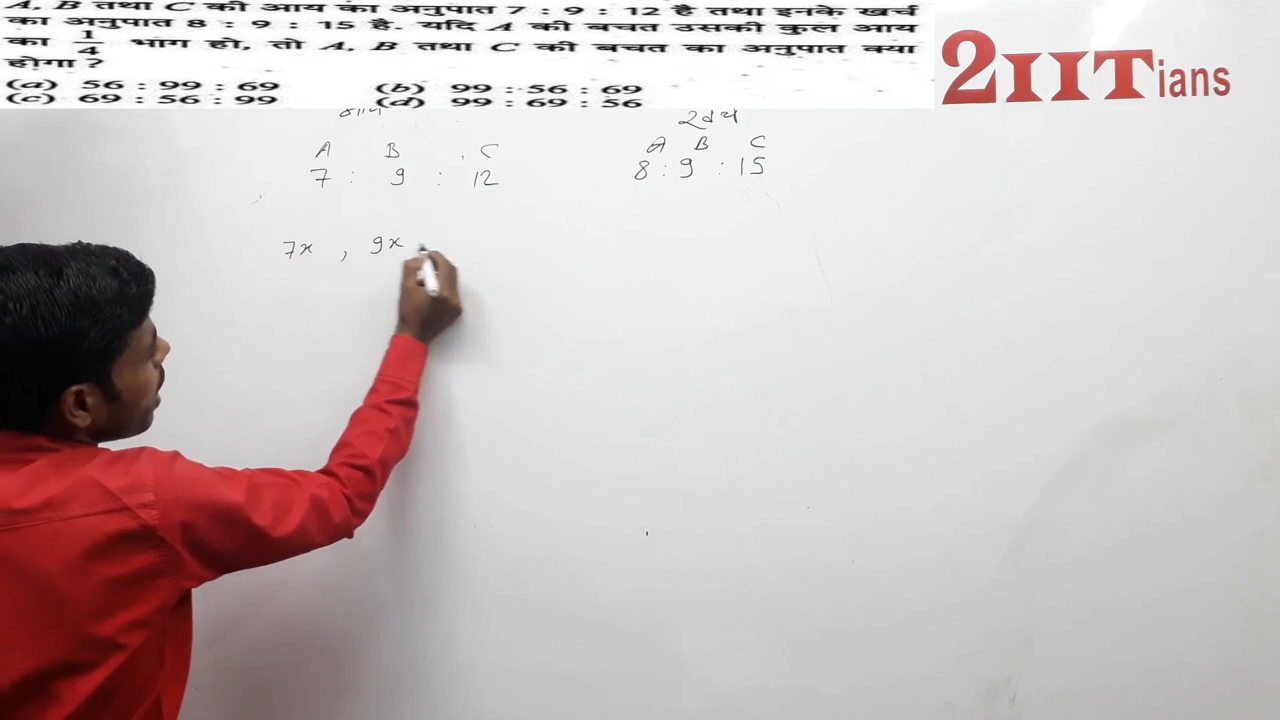 A, B तथा C की आय का अनुपात 7 : 9 : 12 है तथा इनके खर्च
का अनुपात 8 : 9 : 15 है. यदि A की बचत उसकी कुल आय
का 1/4 भाग हो, तो A, B तथा C की बचत का अनुपात क्या
होगा ?
(a) 56 : 99 : 69 (b) 99 : 56 : 69
(c) 69 : 56 : 99 (d) 99 : 69 : 56
2IITians
व्यय
A B C
7 : 9 : 12
A B C
8 : 9 : 15
7x , 9x